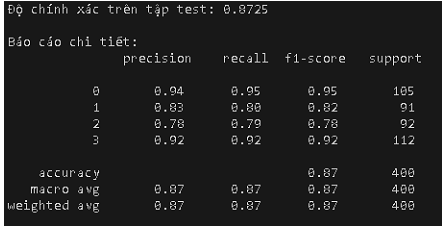 Độ chính xác trên tập test: 0.8725
Báo cáo chi tiết:
precision recall f1-score support
0 0.94 0.95 0.95 105
1 0.83 0.80 0.82 91
2 0.78 0.79 0.78 92
3 0.92 0.92 0.92 112
accuracy 0.87 400
macro avg 0.87 0.87 0.87 400
weighted avg 0.87 0.87 0.87 400